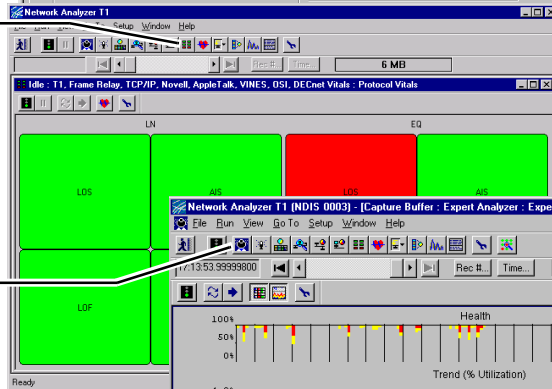 Network Analyzer T1
File Run View Go To Setup Window Help
Rec #... Time... 6 MB
Idle : T1, Frame Relay, TCP/IP, Novell, AppleTalk, VINES, OSI, DECnet Vitals : Protocol Vitals
LN EQ
LOS AIS LOS AIS
Network Analyzer T1 (NDIS 0003) - [Capture Buffer : Expert Analyzer : Expe
File Run View Go To Setup Window Help
17:13:53.99999800 Rec #... Time...
LOF
Health
100%
50%
0%
Trend (% Utilization)
Ready